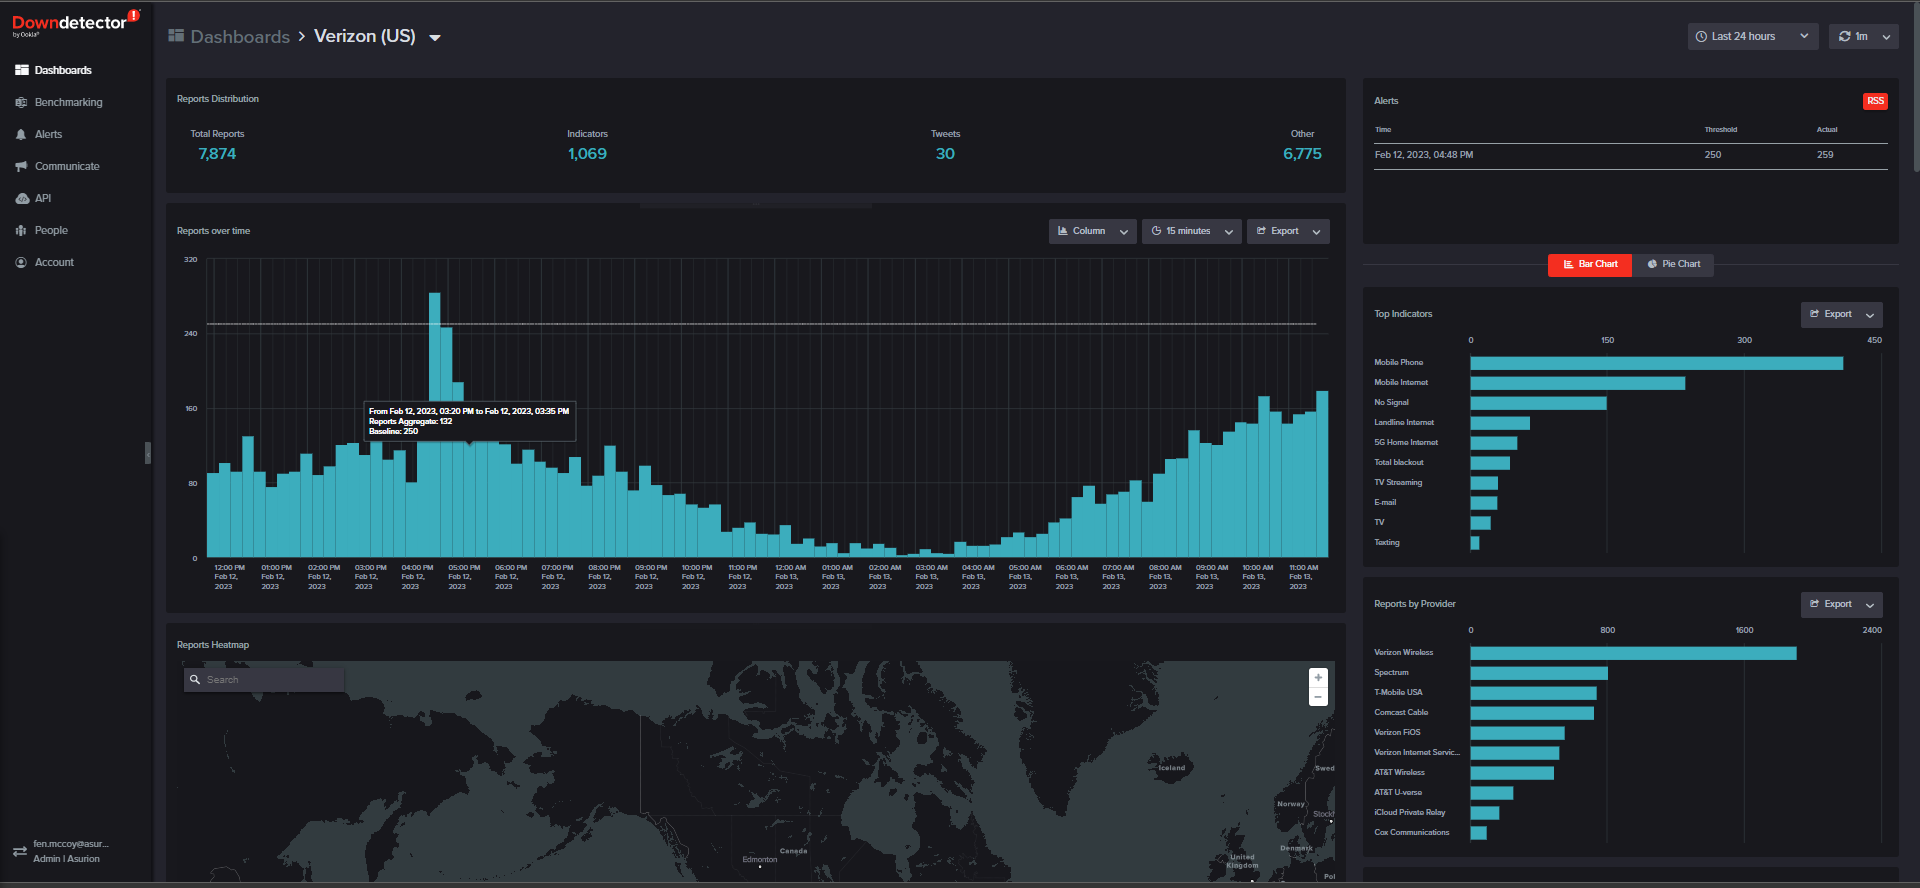 Downdetector
by Ookla
Dashboards
Benchmarking
Alerts
Communicate
API
People
Account
fen.mccoy@asur...
Admin | Asurion
Dashboards > Verizon (US)
Last 24 hours
1m
Reports Distribution
Total Reports
7,874
Indicators
1,069
Tweets
30
Other
6,775
Reports over time
Column
15 minutes
Export
320
240
160
80
0
From Feb 12, 2023, 03:20 PM to Feb 12, 2023, 03:35 PM
Reports Aggregate: 132
Baseline: 250
12:00 PM
Feb 12,
2023
01:00 PM
Feb 12,
2023
02:00 PM
Feb 12,
2023
03:00 PM
Feb 12,
2023
04:00 PM
Feb 12,
2023
05:00 PM
Feb 12,
2023
06:00 PM
Feb 12,
2023
07:00 PM
Feb 12,
2023
08:00 PM
Feb 12,
2023
09:00 PM
Feb 12,
2023
10:00 PM
Feb 12,
2023
11:00 PM
Feb 12,
2023
12:00 AM
Feb 13,
2023
01:00 AM
Feb 13,
2023
02:00 AM
Feb 13,
2023
03:00 AM
Feb 13,
2023
04:00 AM
Feb 13,
2023
05:00 AM
Feb 13,
2023
06:00 AM
Feb 13,
2023
07:00 AM
Feb 13,
2023
08:00 AM
Feb 13,
2023
09:00 AM
Feb 13,
2023
10:00 AM
Feb 13,
2023
11:00 AM
Feb 13,
2023
Reports Heatmap
Search
+
−
Iceland
Swed
Norway
Stockh
Denmark
United
Kingdom
Pol
Canada
Edmonton
Alerts
RSS
Time Threshold Actual
Feb 12, 2023, 04:48 PM 250 259
Bar Chart
Pie Chart
Top Indicators
Export
0 150 300 450
Mobile Phone
Mobile Internet
No Signal
Landline Internet
5G Home Internet
Total blackout
TV Streaming
E-mail
TV
Texting
Reports by Provider
Export
0 800 1600 2400
Verizon Wireless
Spectrum
T-Mobile USA
Comcast Cable
Verizon FiOS
Verizon Internet Servic...
AT&T Wireless
AT&T U-verse
iCloud Private Relay
Cox Communications